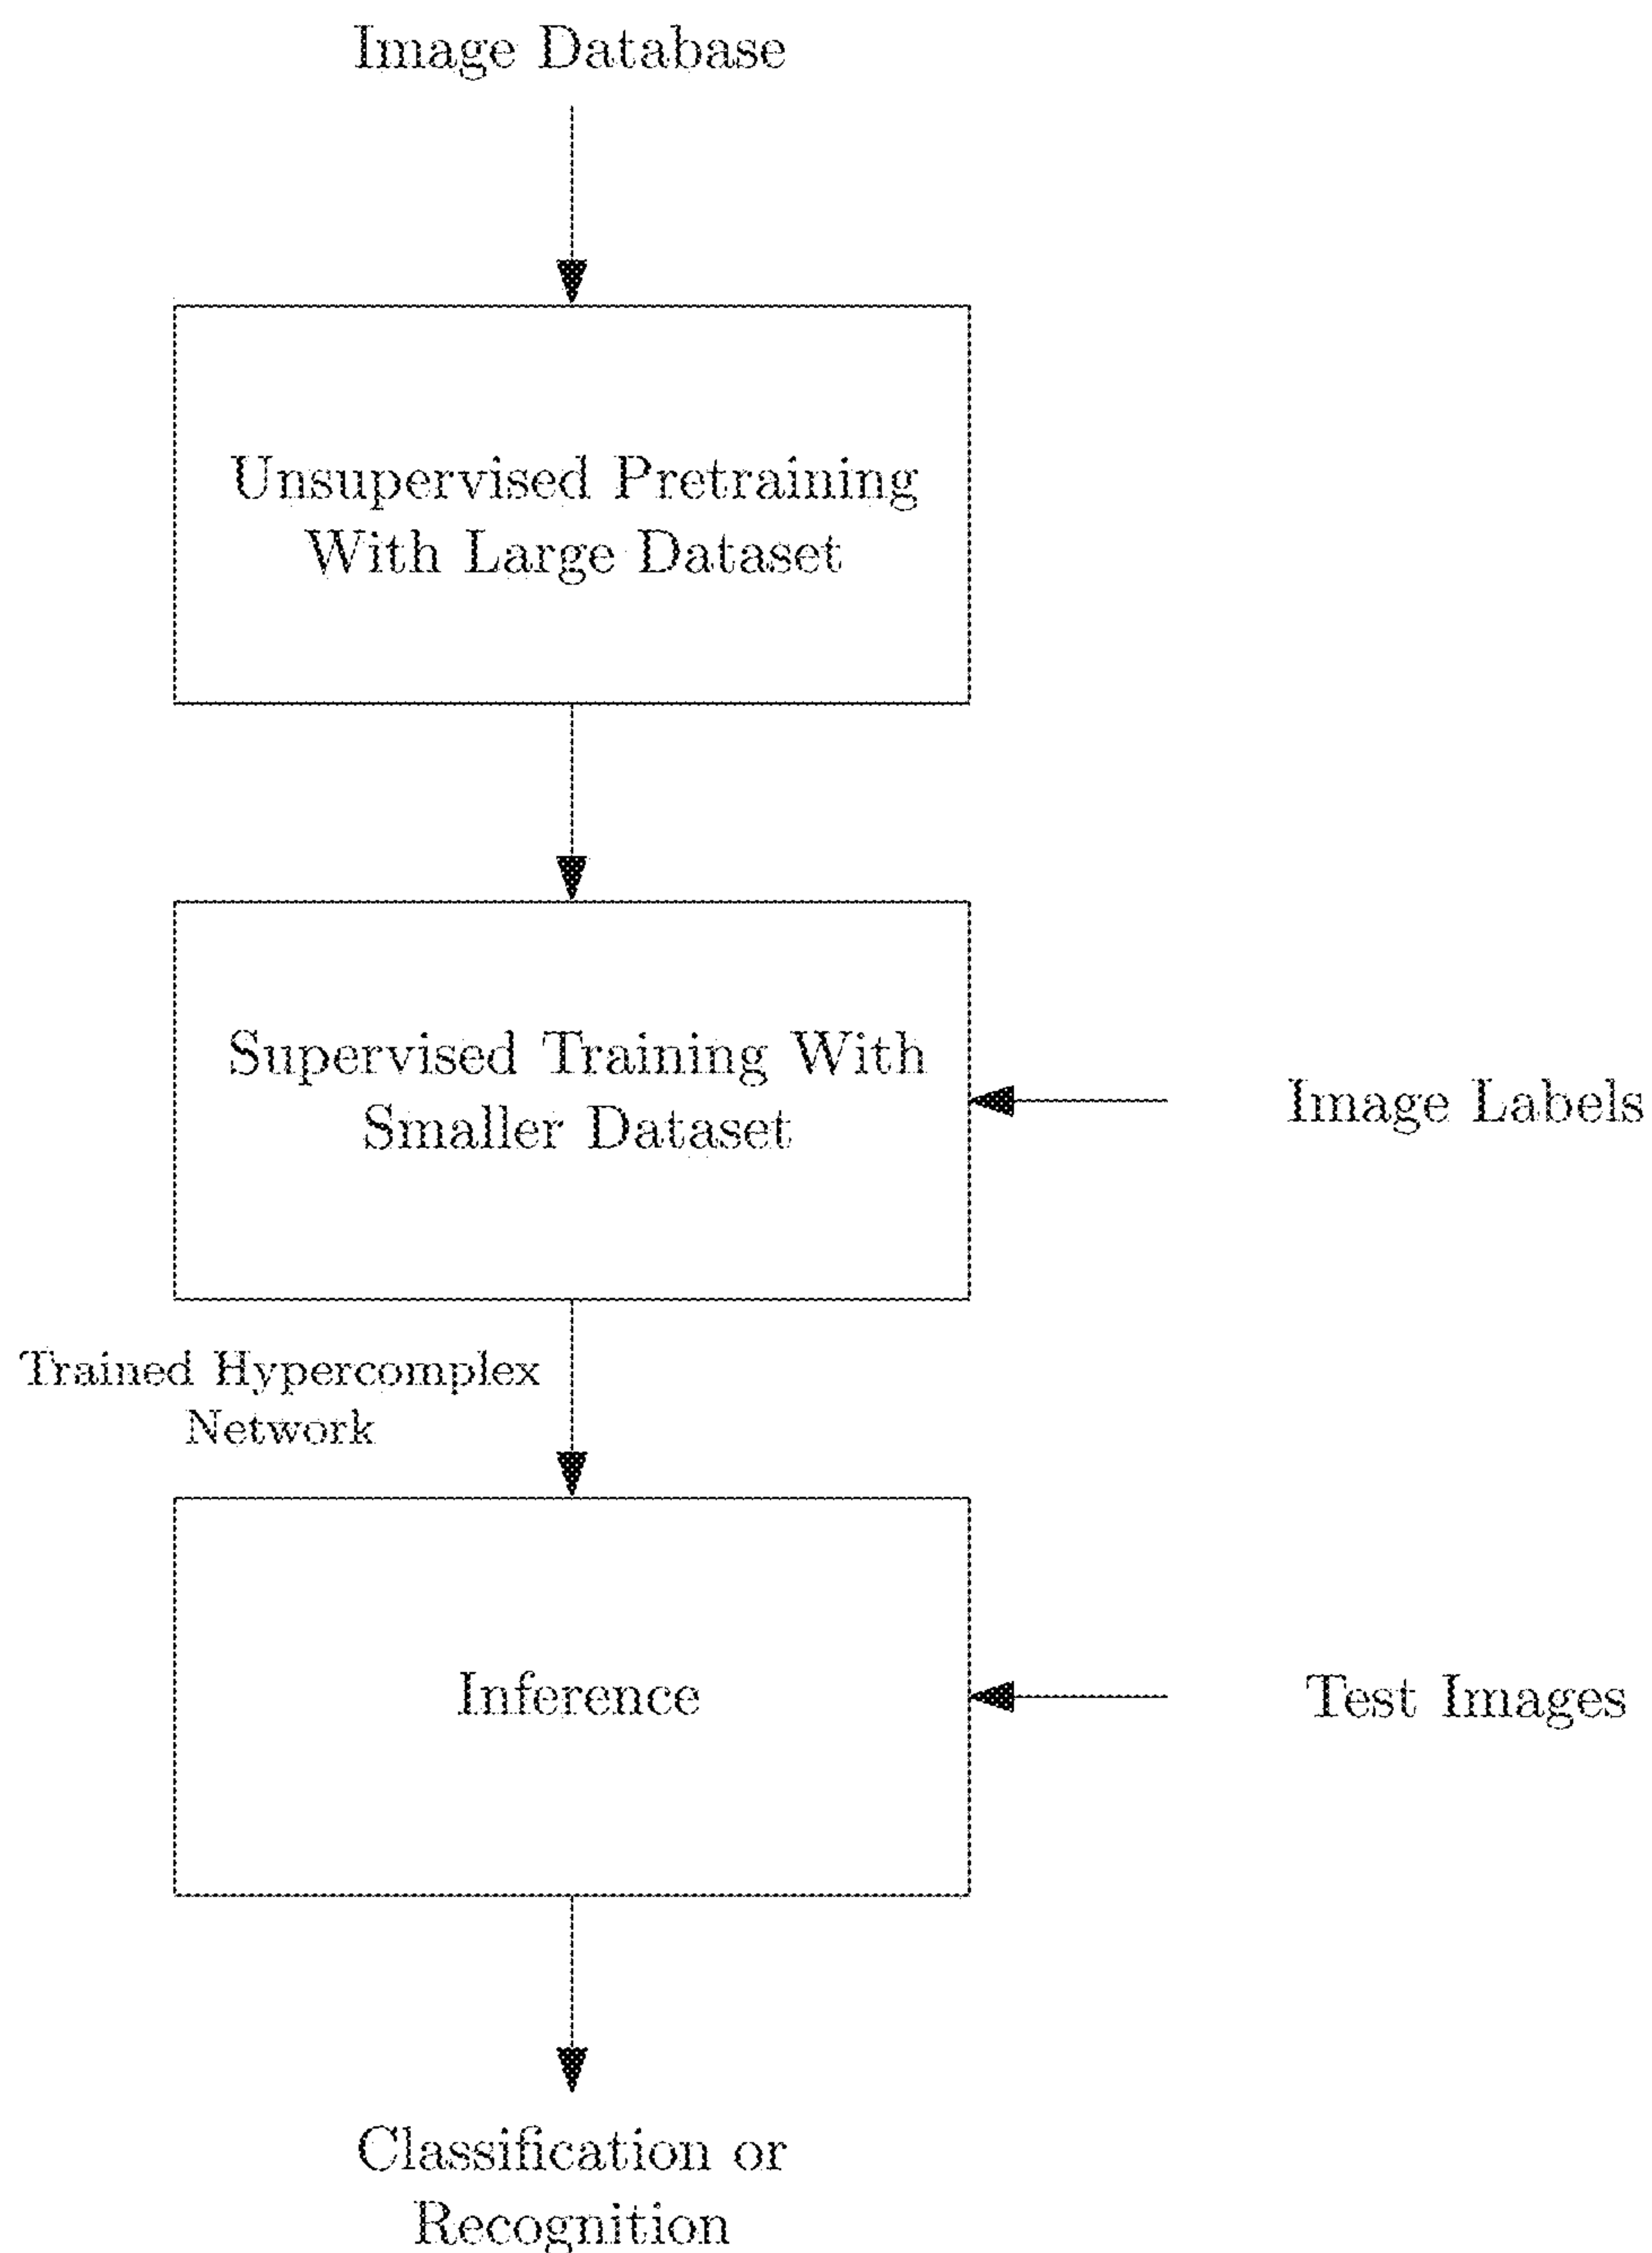 Image Database
Unsupervised Pretraining
With Large Dataset
Supervised Training With
Smaller Dataset
Image Labels
Trained Hypercomplex
Network
Inference
Test Images
Classification or
Recognition